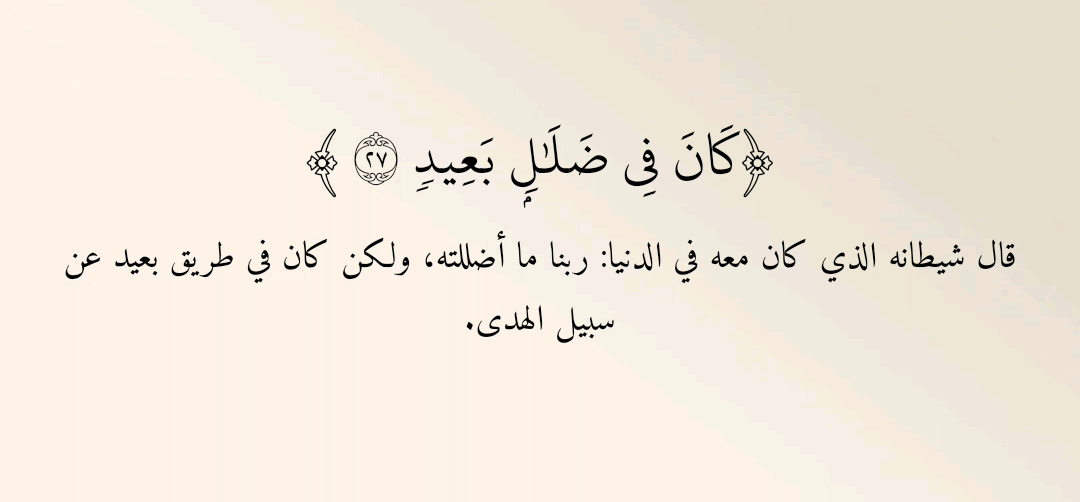 ﴿كَانَ فِى ضَلَـٰلِۭ بَعِيدٍۢ ٢٧ ﴾
قال شيطانه الذي كان معه في الدنيا: ربنا ما أضللته، ولكن كان في طريق بعيد عن
سبيل الهدى.